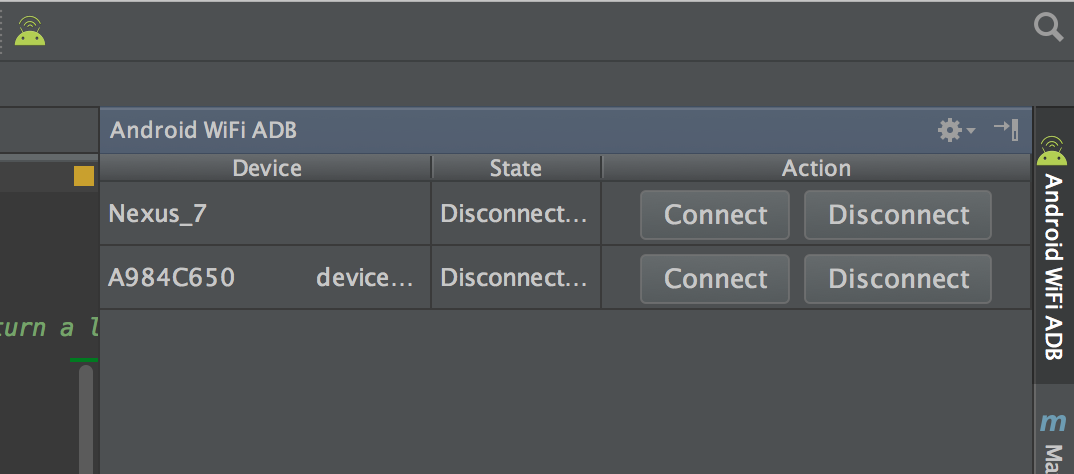 Android WiFi ADB
Device State Action
Nexus_7 Disconnect... Connect Disconnect
A984C650 device... Disconnect... Connect Disconnect
turn a l
Android WiFi ADB
m
Ma